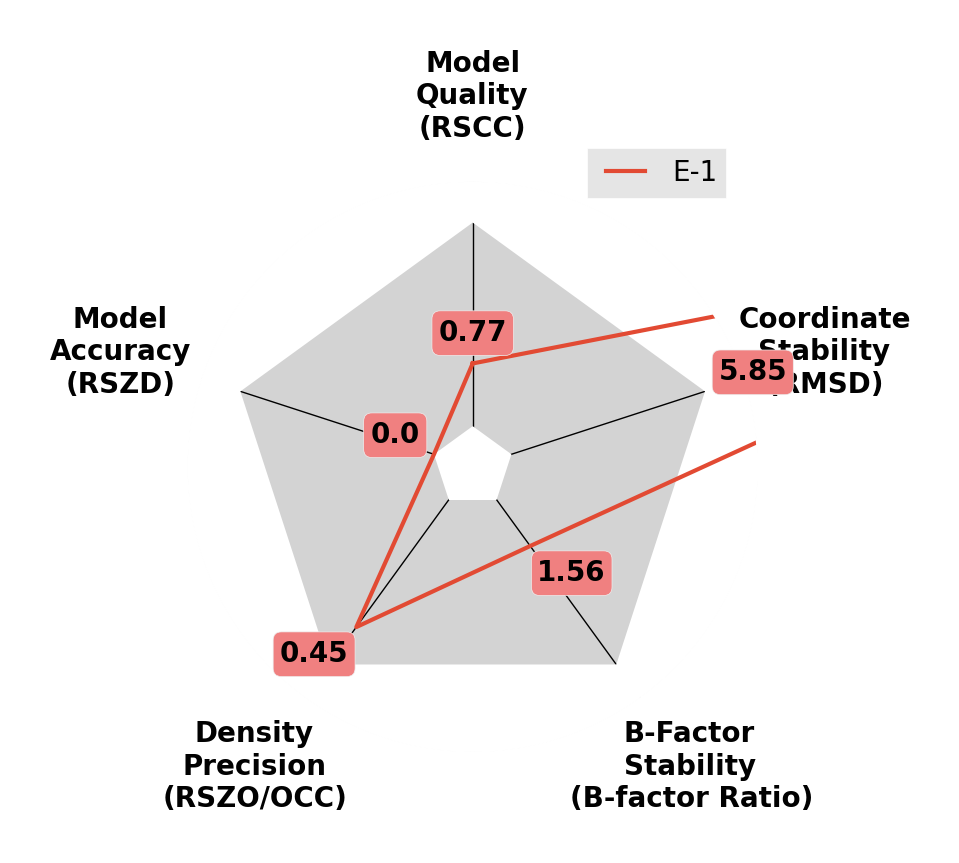 Model
Quality
(RSCC)
E-1
Model
Accuracy
(RSZD)
Coordinate
Stability
(RMSD)
0.77
5.85
0.0
1.56
0.45
Density
Precision
(RSZO/OCC)
B-Factor
Stability
(B-factor Ratio)